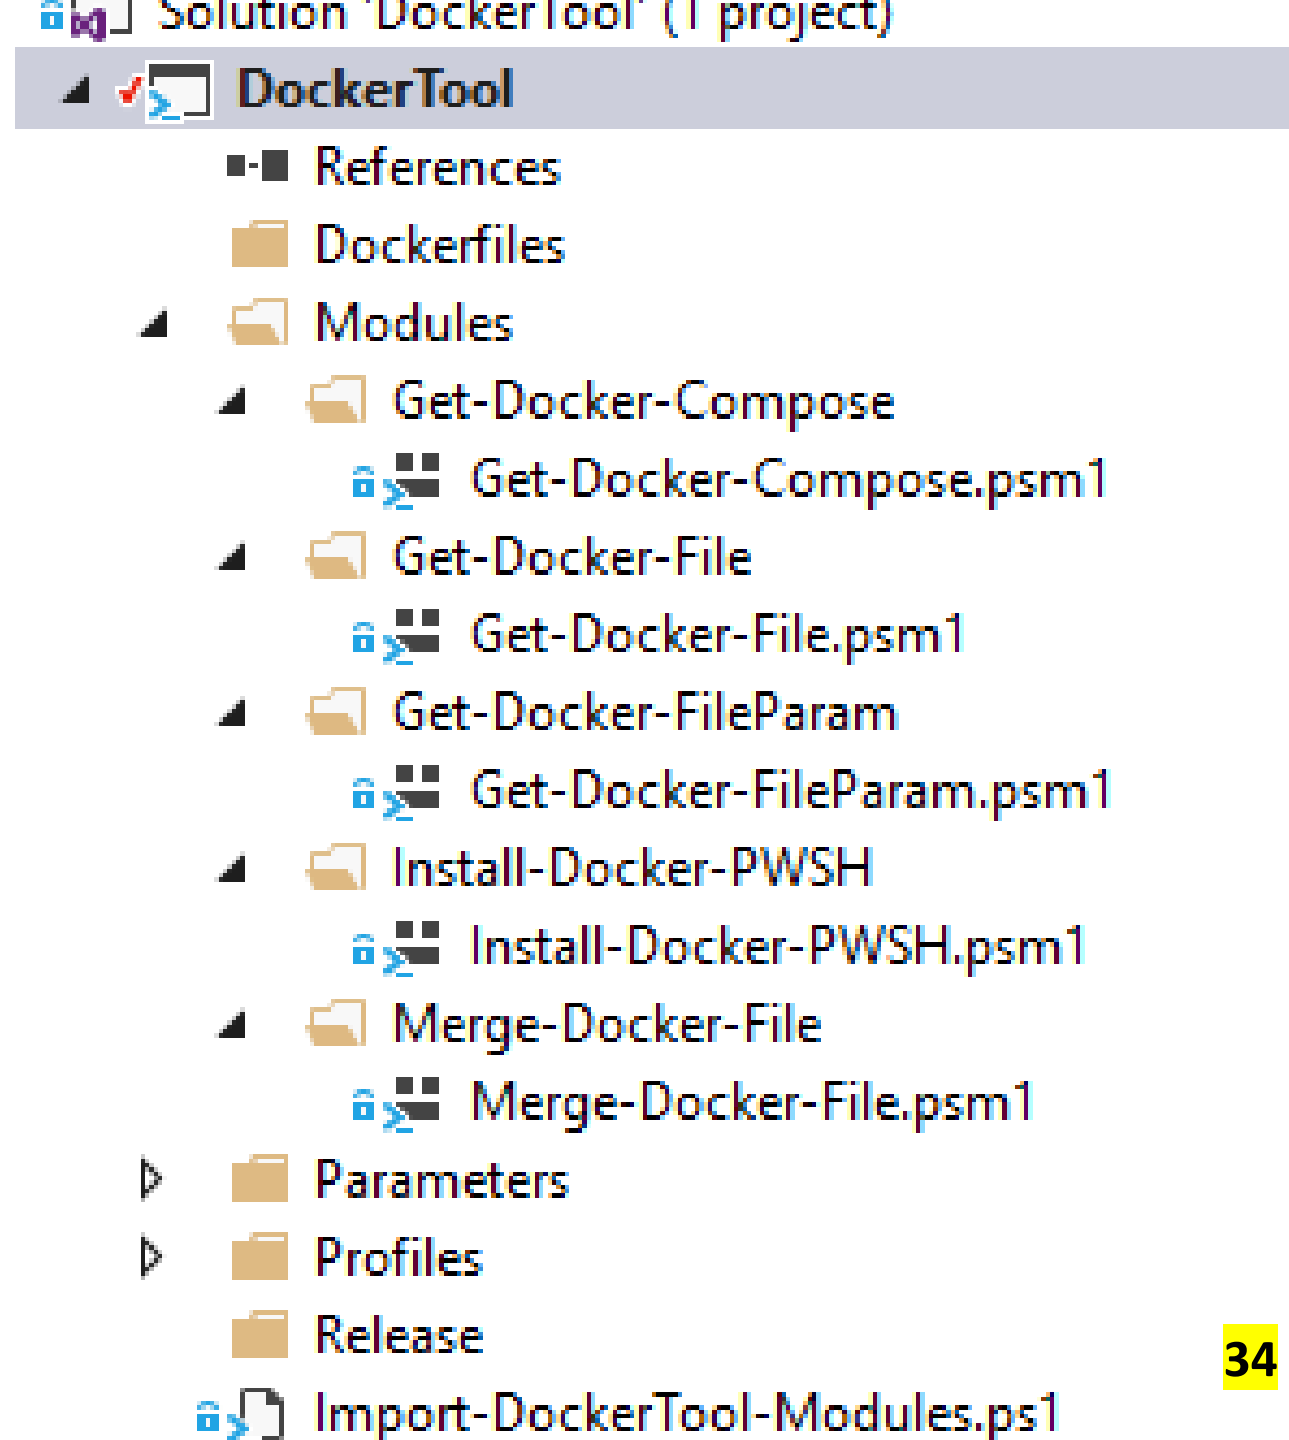 Solution 'DockerTool' (1 project)
DockerTool
References
Dockerfiles
Modules
Get-Docker-Compose
Get-Docker-Compose.psm1
Get-Docker-File
Get-Docker-File.psm1
Get-Docker-FileParam
Get-Docker-FileParam.psm1
Install-Docker-PWSH
Install-Docker-PWSH.psm1
Merge-Docker-File
Merge-Docker-File.psm1
Parameters
Profiles
Release
34
Import-DockerTool-Modules.ps1